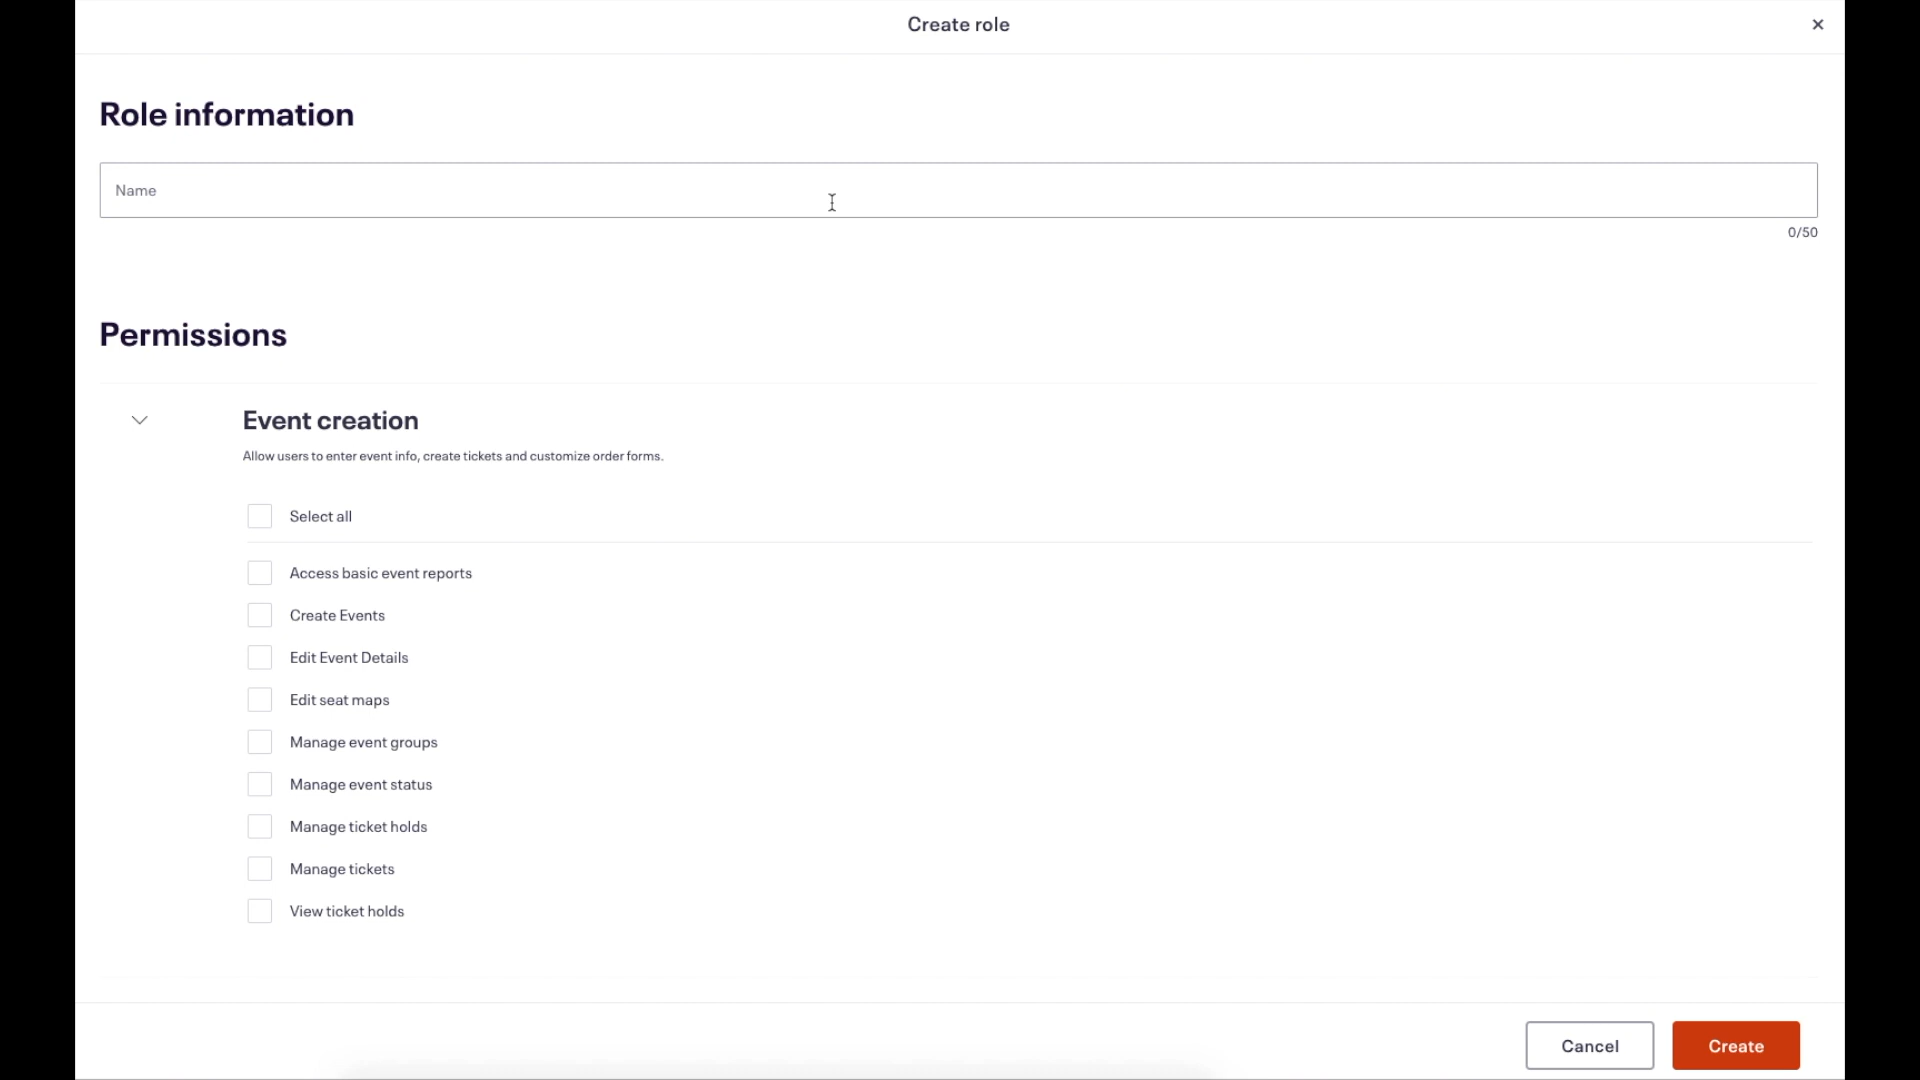 Create role
Role information
Name
0/50
Permissions
Event creation
Allow users to enter event info, create tickets and customize order forms.
Select all
Access basic event reports
Create Events
Edit Event Details
Edit seat maps
Manage event groups
Manage event status
Manage ticket holds
Manage tickets
View ticket holds
Cancel
Create